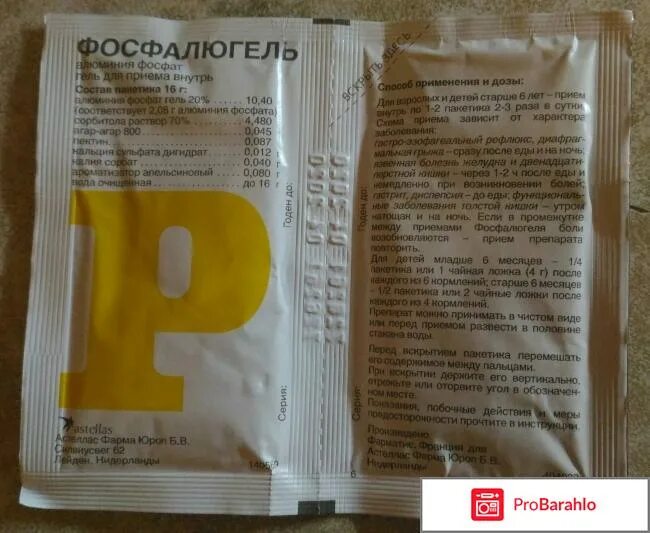 ФОСФАЛЮГЕЛЬ
алюминия фосфат
гель для приема внутрь
Состав пакетика 16 г:
алюминия фосфат гель 20% ..... 10,40
(соответствует 2,08 г алюминия фосфата)
сорбитола раствор 70% ..... 4,480
агар-агар 800 ..... 0,045
пектин ..... 0,087
кальция сульфата дигидрат ..... 0,012
калия сорбат ..... 0,040
ароматизатор апельсиновый ..... 0,080
вода очищенная ..... до 16
P
astellas
Астеллас Фарма Юроп Б.В.
Силвиусвег 62
Лейден, Нидерланды
Годен до:
Серия:
ВСКРЫТЬ ЗДЕСЬ
Годен до:
Серия:
Способ применения и дозы:
Для взрослых и детей старше 6 лет – прием
внутрь по 1-2 пакетика 2-3 раза в сутки.
Схема приема зависит от характера
заболевания:
гастро-эзофагеальный рефлюкс, диафраг-
мальная грыжа – сразу после еды и на ночь;
язвенная болезнь желудка и двенадцати-
перстной кишки – через 1-2 ч после еды и
немедленно при возникновении болей;
гастрит, диспепсия – до еды; функциональ-
ные заболевания толстой кишки – утром
натощак и на ночь. Если в промежутке
между приемами Фосфалюгеля боли
возобновляются – прием препарата
повторить.
Для детей младше 6 месяцев – 1/4
пакетика или 1 чайная ложка (4 г) после
каждого из 6 кормлений; старше 6 месяцев
- 1/2 пакетика или 2 чайные ложки после
каждого из 4 кормлений.
Препарат можно принимать в чистом виде
или перед приемом развести в половине
стакана воды.
Перед вскрытием пакетика перемешать
его содержимое между пальцами.
При вскрытии держите его вертикально,
отрежьте или оторвите угол в обозначен-
ном месте.
Показания, побочные действия и меры
предосторожности прочтите в инструкции.
Произведено
Фарматис, Франция для
Астеллас Фарма Юроп Б.В.
Нидерланды
ProBarahlo